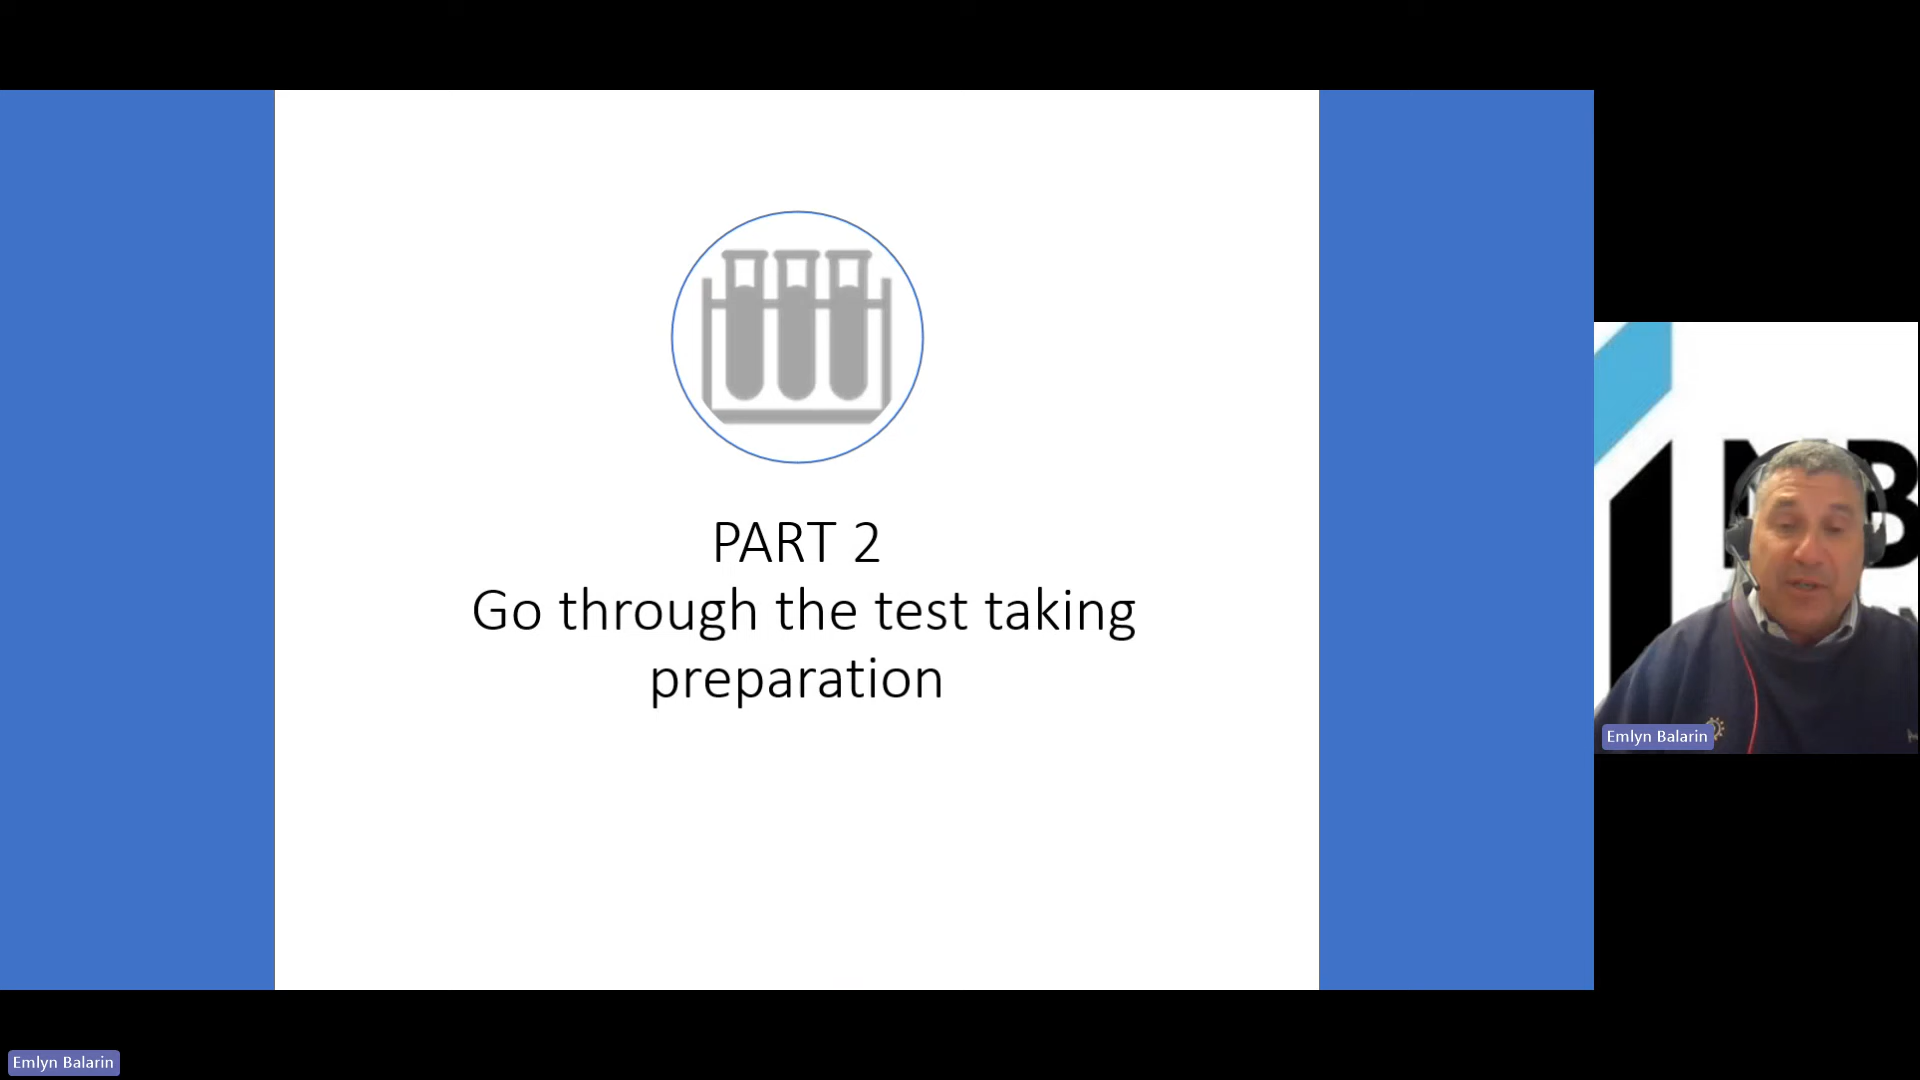 PART 2
Go through the test taking
preparation
Emlyn Balarin
Emlyn Balarin